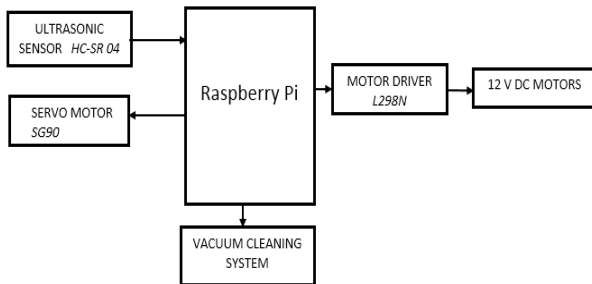 ULTRASONIC
SENSOR HC-SR 04
SERVO MOTOR
SG90
Raspberry Pi
MOTOR DRIVER
L298N
12 V DC MOTORS
VACUUM CLEANING
SYSTEM